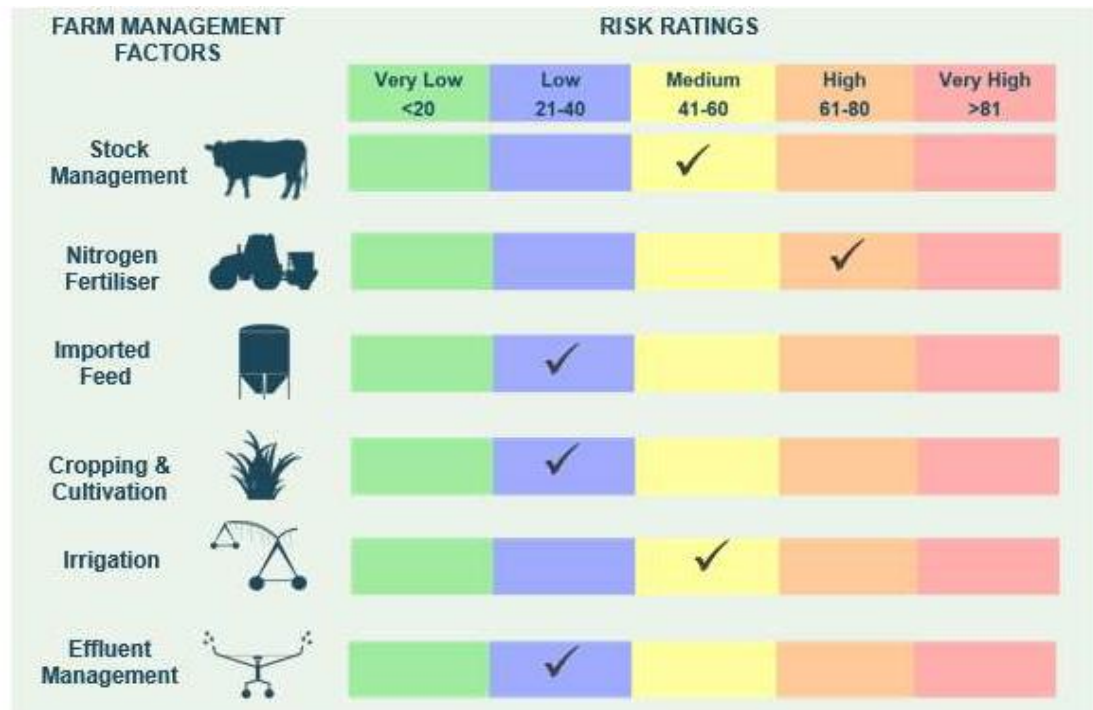 FARM MANAGEMENT
FACTORS
RISK RATINGS
Very Low
<20
Low
21-40
Medium
41-60
High
61-80
Very High
>81
Stock
Management
Nitrogen
Fertiliser
Imported
Feed
Cropping &
Cultivation
Irrigation
Effluent
Management